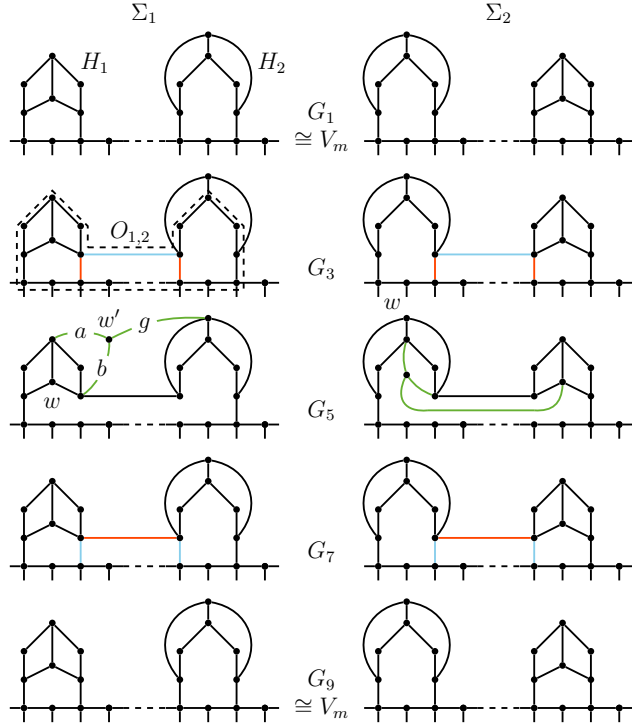 Σ₁ Σ₂
H₁ H₂
G₁
≅ Vₘ
O₁,₂
G₃
w′ g w
a
b
w
G₅
G₇
G₉
≅ Vₘ